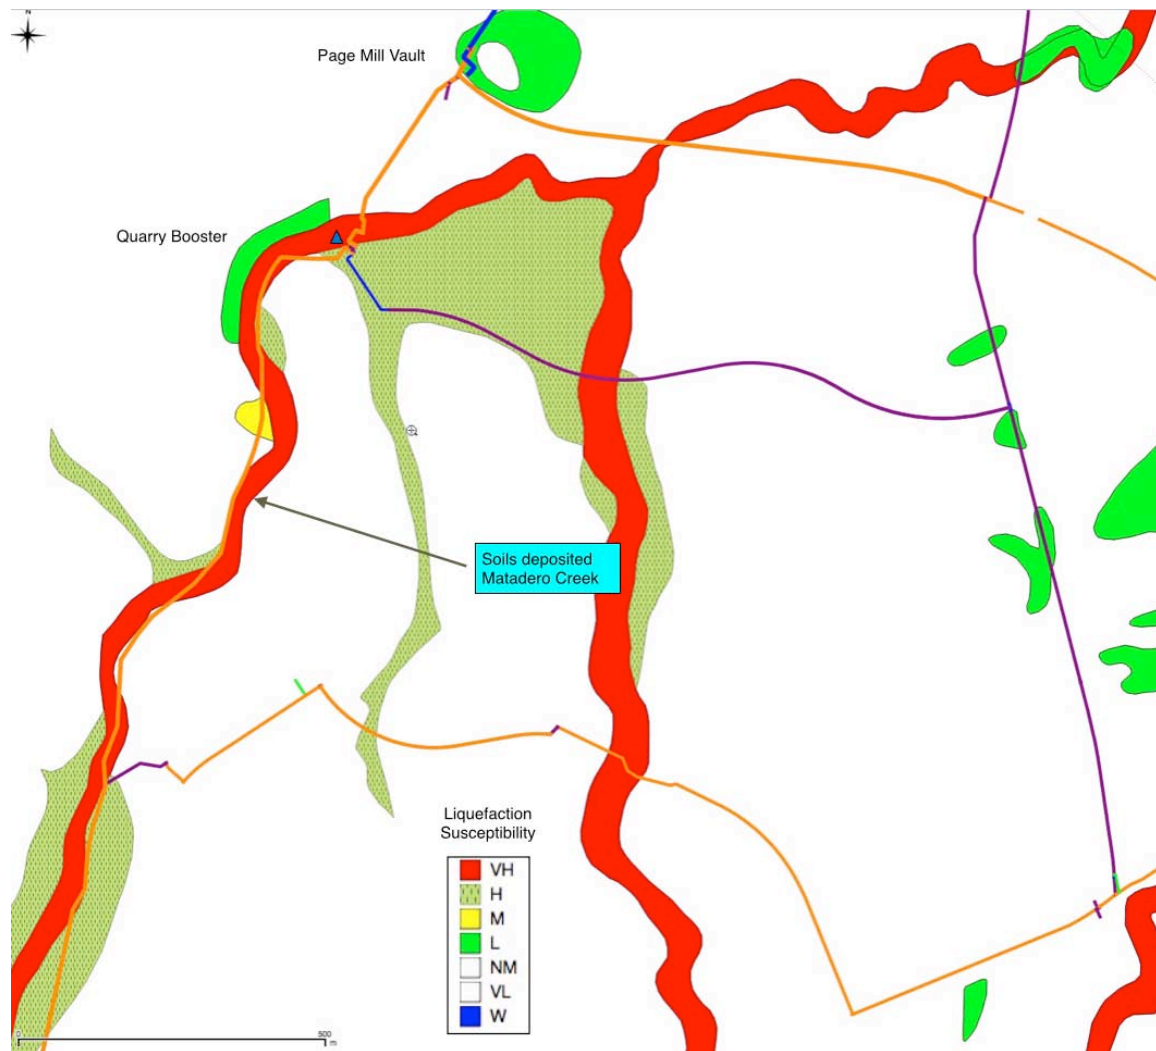 Page Mill Vault
Quarry Booster
Soils deposited
Matadero Creek
Liquefaction
Susceptibility
VH
H
M
L
NM
VL
W
0
500
m